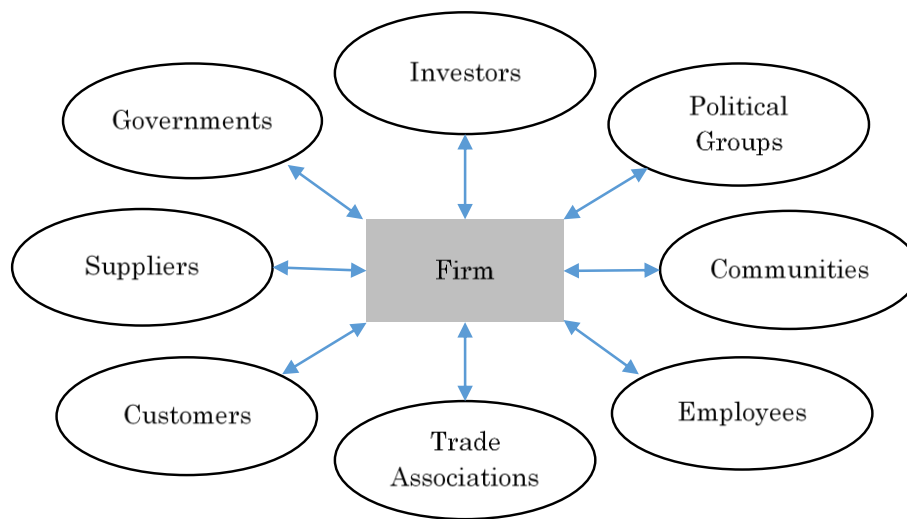 Investors
Governments
Political
Groups
Suppliers
Firm
Communities
Customers
Employees
Trade
Associations